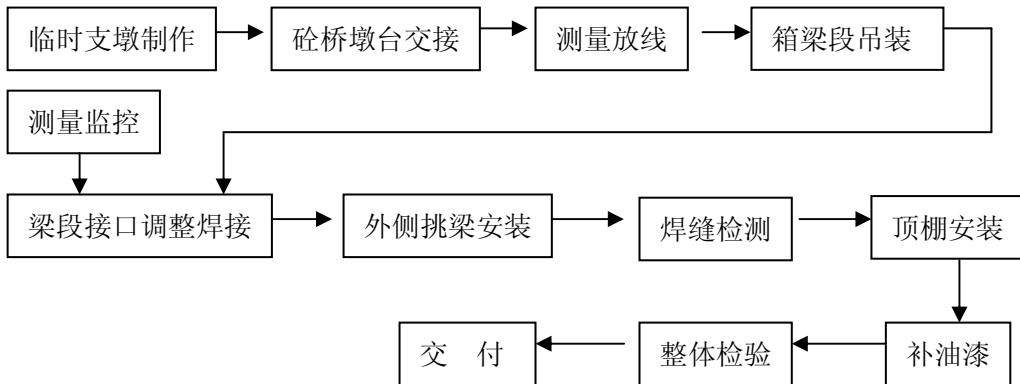 临时支墩制作
砼桥墩台交接
测量放线
箱梁段吊装
测量监控
梁段接口调整焊接
外侧挑梁安装
焊缝检测
顶棚安装
交 付
整体检验
补油漆